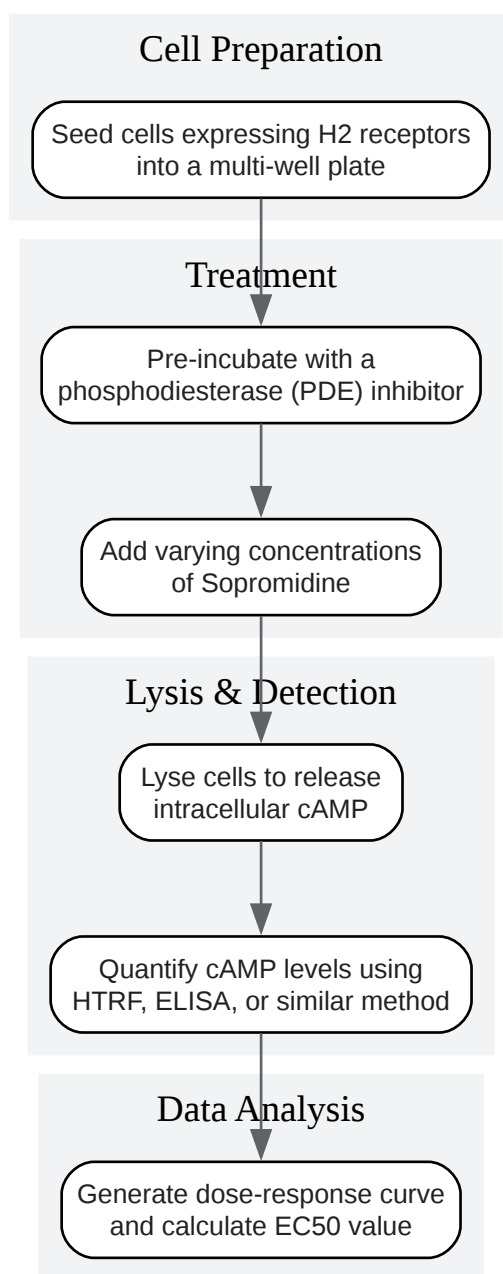 Cell Preparation
Seed cells expressing H2 receptors
into a multi-well plate
Treatment
Pre-incubate with a
phosphodiesterase (PDE) inhibitor
Add varying concentrations
of Sopromidine
Lysis & Detection
Lyse cells to release
intracellular cAMP
Quantify cAMP levels using
HTRF, ELISA, or similar method
Data Analysis
Generate dose-response curve
and calculate EC50 value